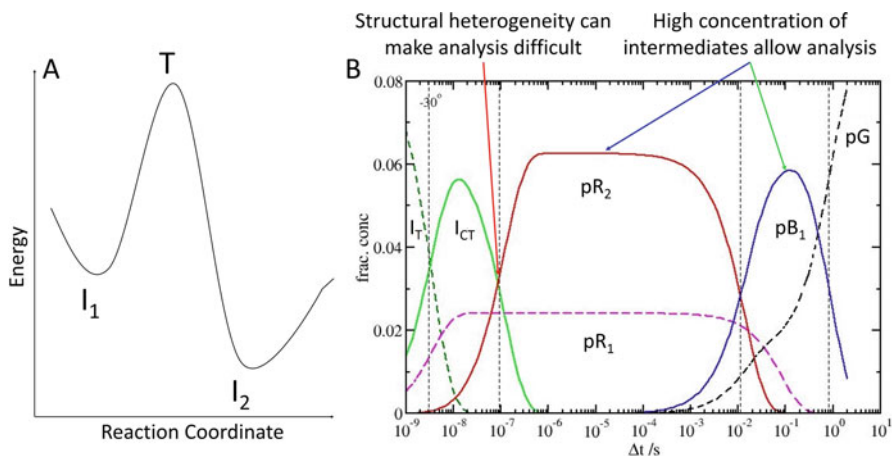 Structural heterogeneity can
make analysis difficult
High concentration of
intermediates allow analysis
A
T
I₁
I₂
Energy
Reaction Coordinate
B
0.08
0.06
0.04
0.02
0
frac. conc
-30°
I_T
I_CT
pR₂
pR₁
pB₁
pG
10⁻⁹
10⁻⁸
10⁻⁷
10⁻⁶
10⁻⁵
10⁻⁴
10⁻³
10⁻²
10⁻¹
10⁰
10¹
Δt /s